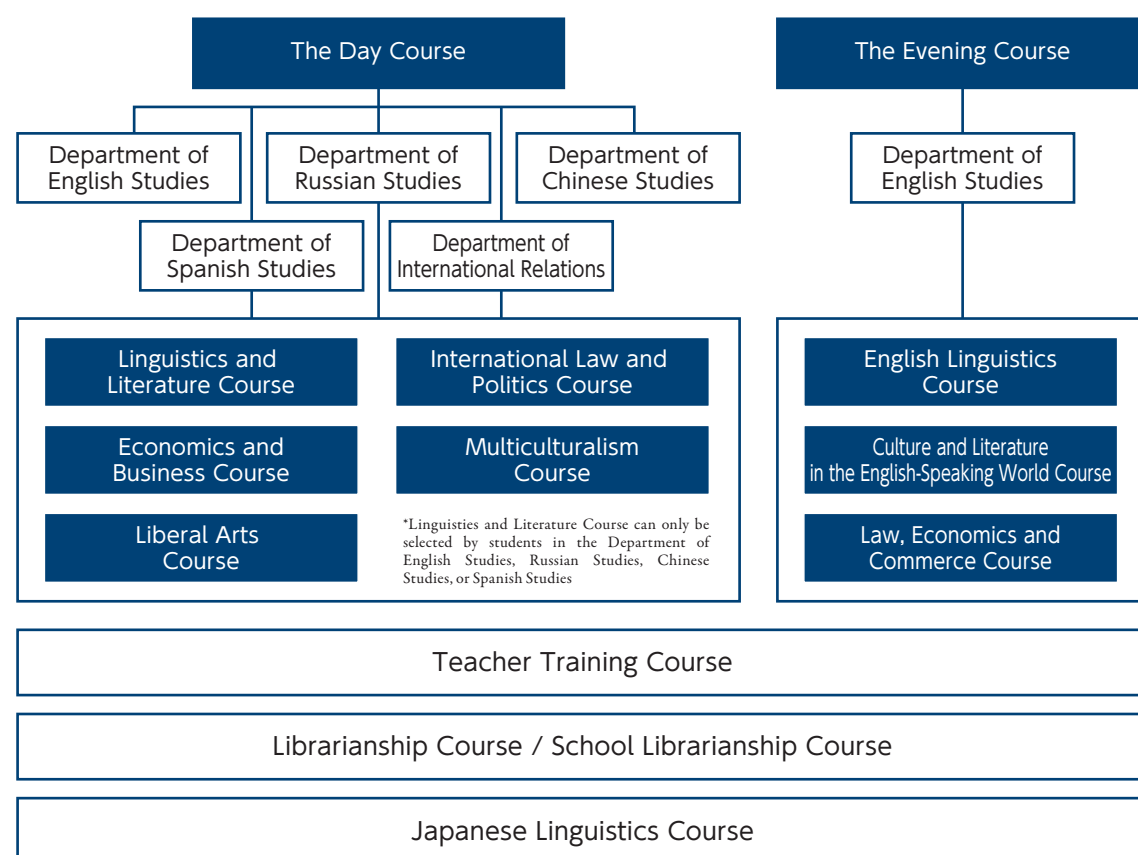 The Day Course
The Evening Course
Department of
English Studies
Department of
Russian Studies
Department of
Chinese Studies
Department of
English Studies
Department of
Spanish Studies
Department of
International Relations
Linguistics and
Literature Course
International Law and
Politics Course
Economics and
Business Course
Multiculturalism
Course
Liberal Arts
Course
*Linguisties and Literature Course can only be
selected by students in the Department of
English Studies, Russian Studies, Chinese
Studies, or Spanish Studies
English Linguistics
Course
Culture and Literature
in the English-Speaking World Course
Law, Economics and
Commerce Course
Teacher Training Course
Librarianship Course / School Librarianship Course
Japanese Linguistics Course